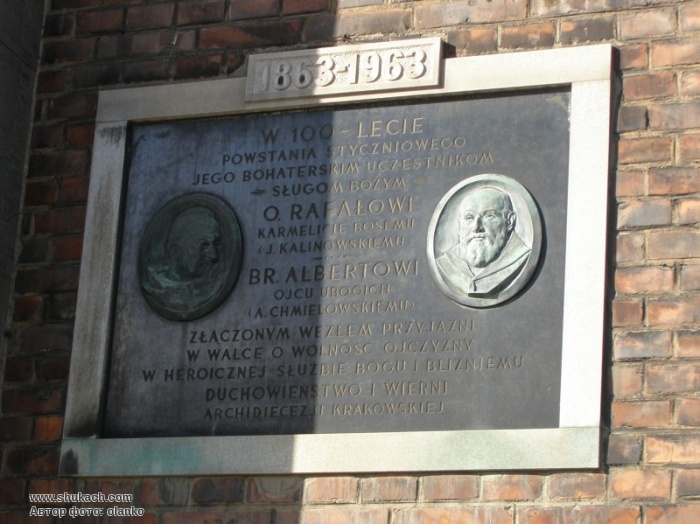 1863-1963
W 100-LECIE
POWSTANIA STYCZNIOWEGO
JEGO BOHATERSKIM UCZESTNIKOM
SŁUGOM BOŻYM
O. RAFAŁOWI
KARMELICIE BOSEMU
(J. KALINOWSKIEMU)
BR. ALBERTOWI
OJCU UBOGICH
(A. CHMIELOWSKIEMU)
ZŁĄCZONYM WĘZŁEM PRZYJAŹNI
W WALCE O WOLNOŚĆ OJCZYZNY
W HEROICZNEJ SŁUŻBIE BOGU I BLIŹNIEMU
DUCHOWIEŃSTWO I WIERNI
ARCHIDIECEZJI KRAKOWSKIEJ
www.shukach.com
Автор фото: olanko